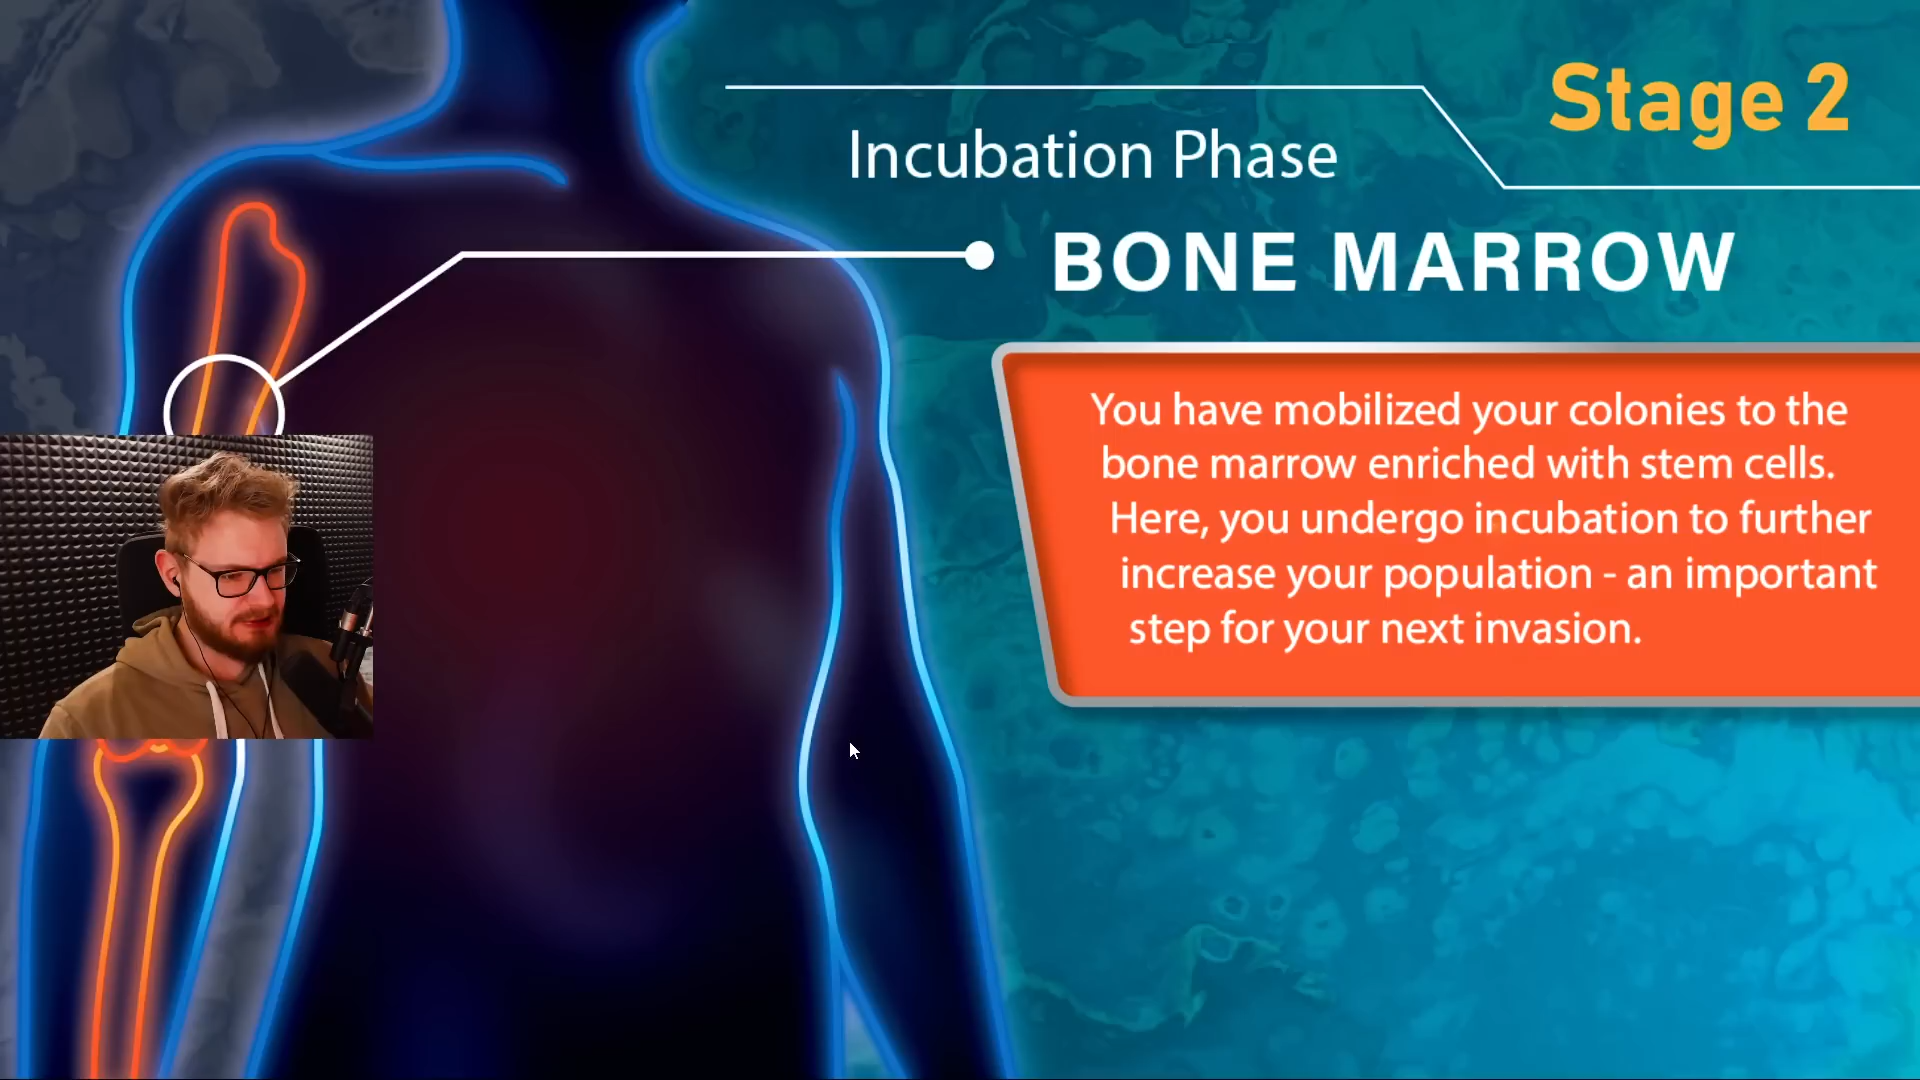 Stage 2
Incubation Phase
BONE MARROW
You have mobilized your colonies to the
bone marrow enriched with stem cells.
Here, you undergo incubation to further
increase your population - an important
step for your next invasion.